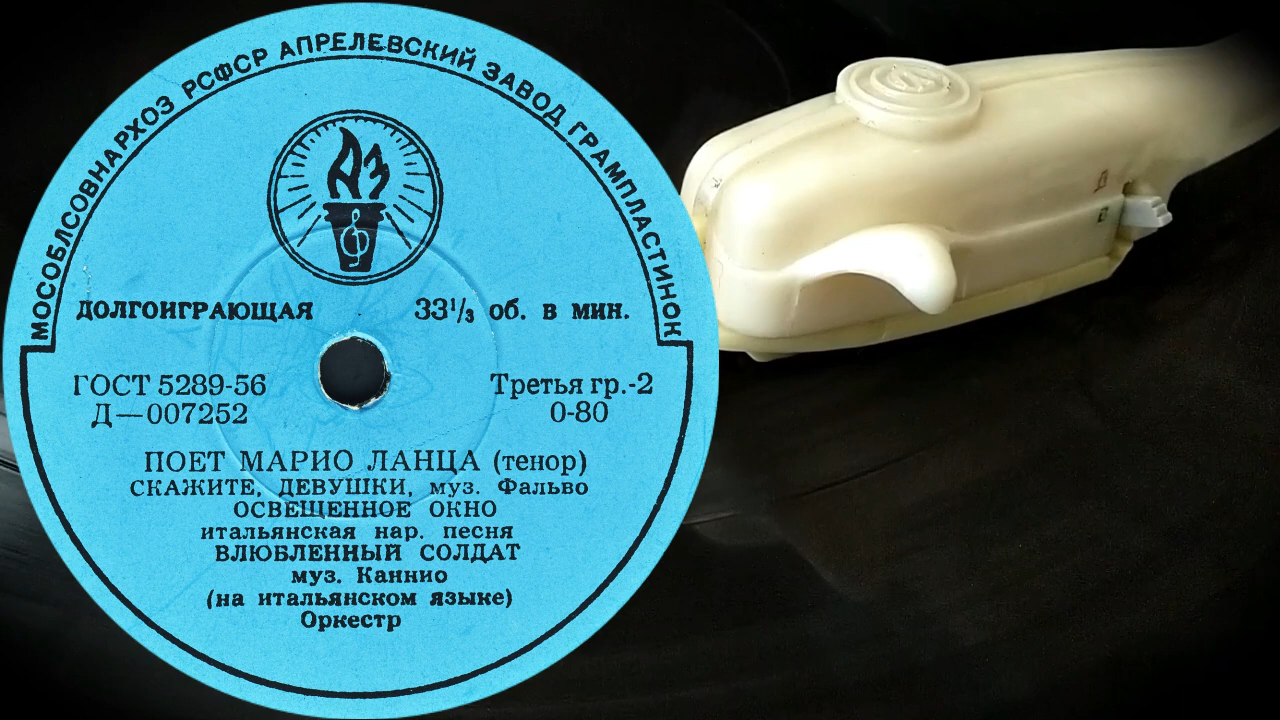 МОСОБЛСОВНАРХОЗ РСФСР АПРЕЛЕВСКИЙ ЗАВОД ГРАМПЛАСТИНОК
АЗ
ДОЛГОИГРАЮЩАЯ 33⅓ об. в мин.
ГОСТ 5289-56 Третья гр.-2
Д—007252 0-80
ПОЕТ МАРИО ЛАНЦА (тенор)
СКАЖИТЕ, ДЕВУШКИ, муз. Фальво
ОСВЕЩЕННОЕ ОКНО
итальянская нар. песня
ВЛЮБЛЕННЫЙ СОЛДАТ
муз. Каннио
(на итальянском языке)
Оркестр